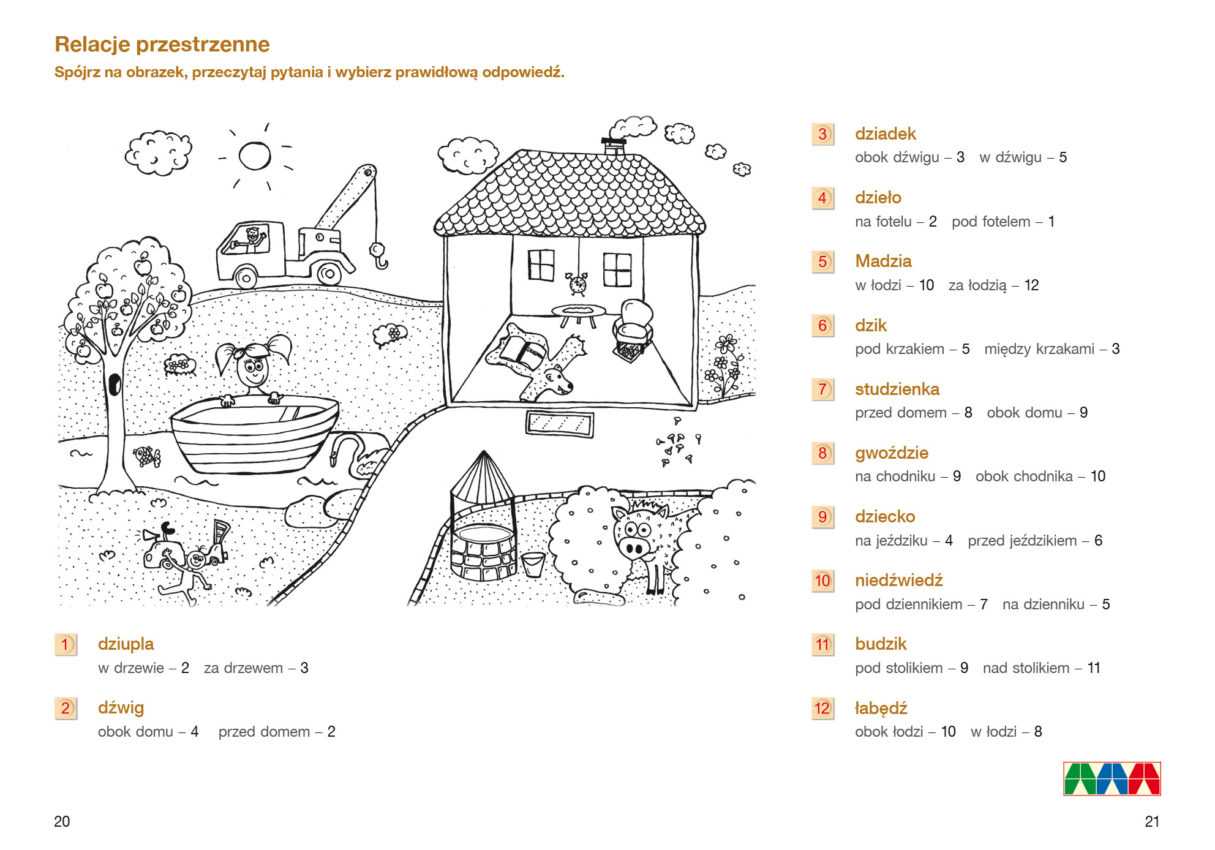 Relacje przestrzenne
Spójrz na obrazek, przeczytaj pytania i wybierz prawidłową odpowiedź.
1 dziupla
w drzewie – 2 za drzewem – 3
2 dźwig
obok domu – 4 przed domem – 2
20
3 dziadek
obok dźwigu – 3 w dźwigu – 5
4 dzieło
na fotelu – 2 pod fotelem – 1
5 Madzia
w łodzi – 10 za łodzią – 12
6 dzik
pod krzakiem – 5 między krzakami – 3
7 studzienka
przed domem – 8 obok domu – 9
8 gwoździe
na chodniku – 9 obok chodnika – 10
9 dziecko
na jeździku – 4 przed jeździkiem – 6
10 niedźwiedź
pod dziennikiem – 7 na dzienniku – 5
11 budzik
pod stolikiem – 9 nad stolikiem – 11
12 łabędź
obok łodzi – 10 w łodzi – 8
21